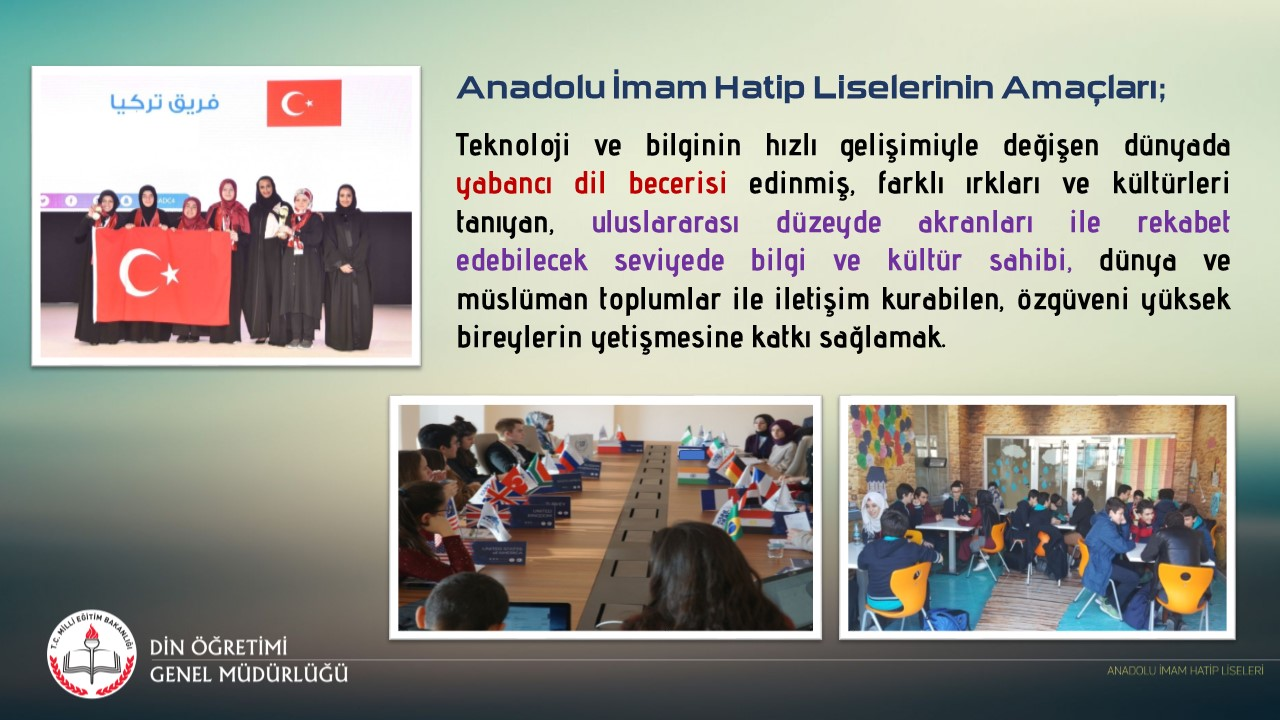 فريق تركيا
Anadolu İmam Hatip Liselerinin Amaçları;
Teknoloji ve bilginin hızlı gelişimiyle değişen dünyada
yabancı dil becerisi edinmiş, farklı ırkları ve kültürleri
tanıyan, uluslararası düzeyde akranları ile rekabet
edebilecek seviyede bilgi ve kültür sahibi, dünya ve
müslüman toplumlar ile iletişim kurabilen, özgüveni yüksek
bireylerin yetişmesine katkı sağlamak.
T.C. MİLLİ EĞİTİM BAKANLIĞI
DİN ÖĞRETİMİ
GENEL MÜDÜRLÜĞÜ
ANADOLU İMAM HATİP LİSELERİ